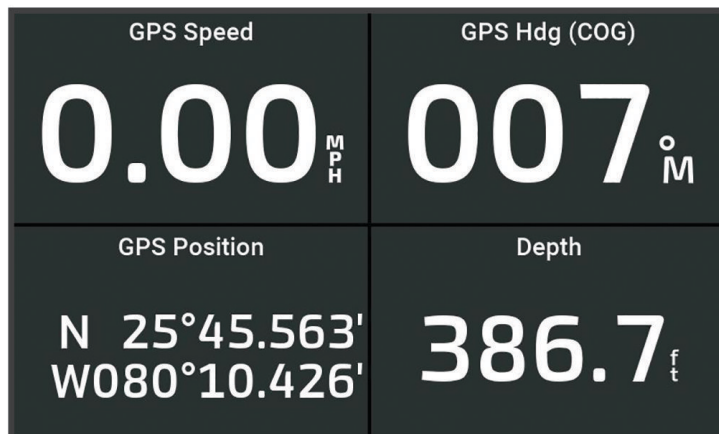 GPS Speed
0.00 MPH
GPS Hdg (COG)
007°M
GPS Position
N 25°45.563'
W080°10.426'
Depth
386.7 ft